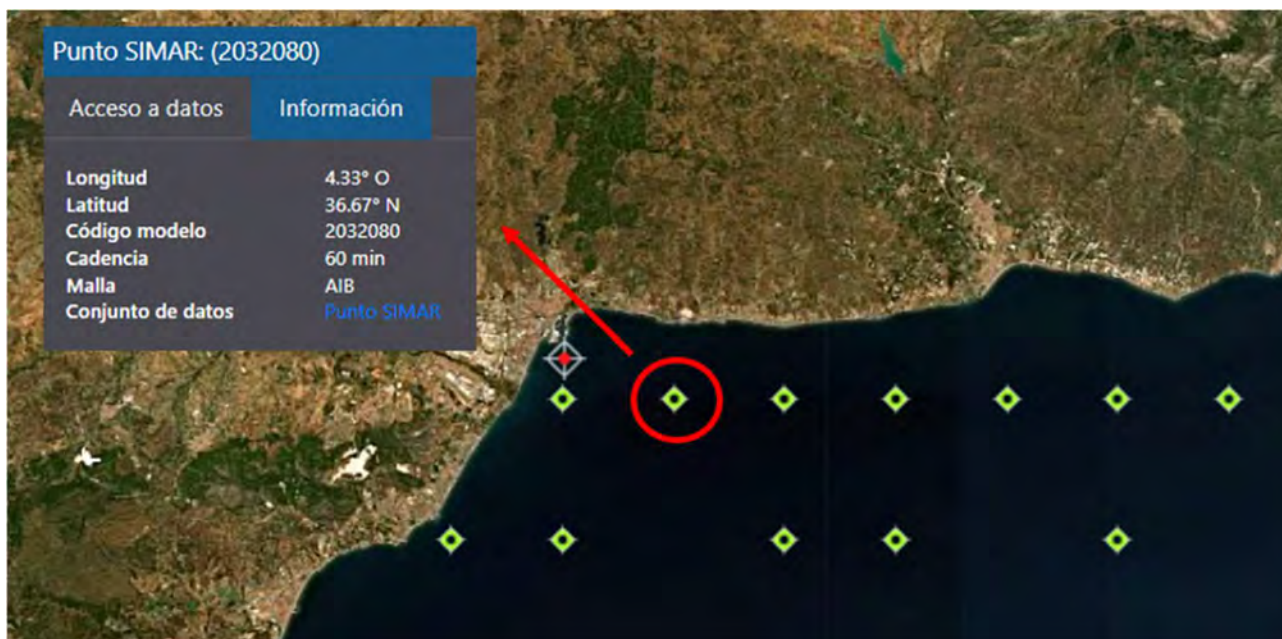 Punto SIMAR: (2032080)
Acceso a datos Información
Longitud 4.33° O
Latitud 36.67° N
Código modelo 2032080
Cadencia 60 min
Malla AIB
Conjunto de datos Punto SIMAR